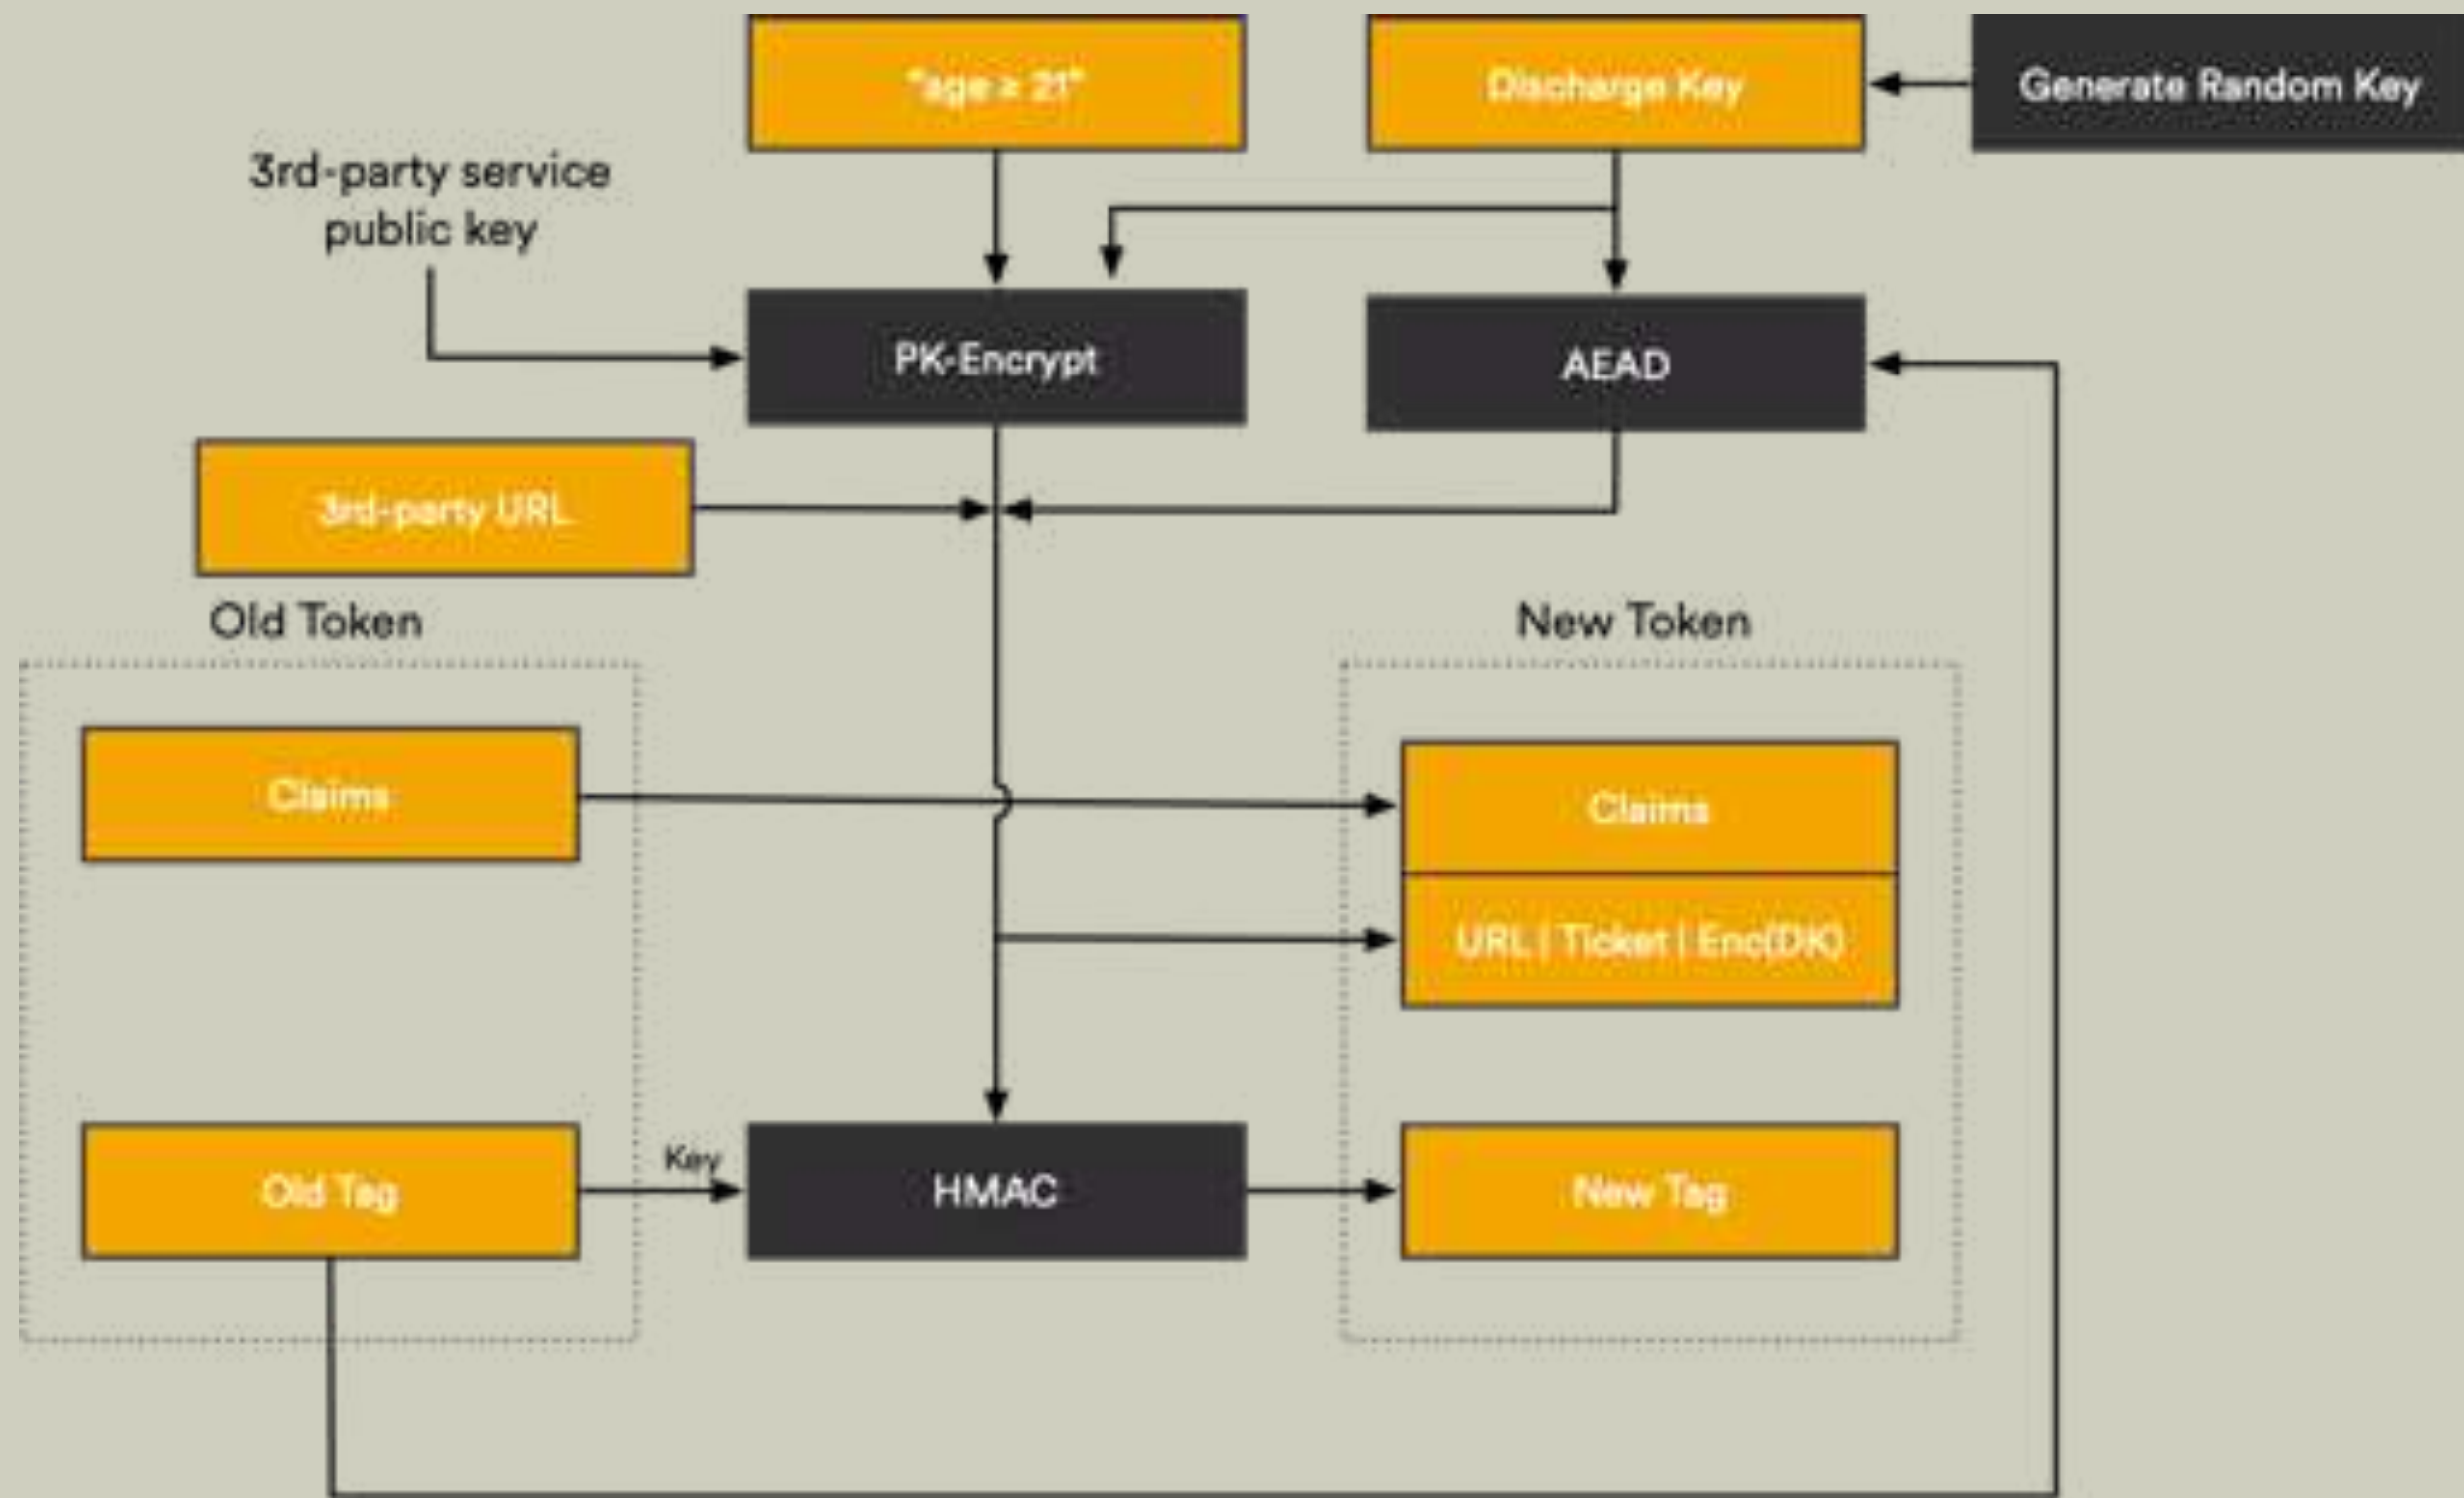 "age ≥ 21"
Discharge Key
Generate Random Key
3rd-party service
public key
PK-Encrypt
AEAD
3rd-party URL
Old Token
New Token
Claims
Claims
URL | Ticket | Enc(DK)
Old Tag
Key
HMAC
New Tag